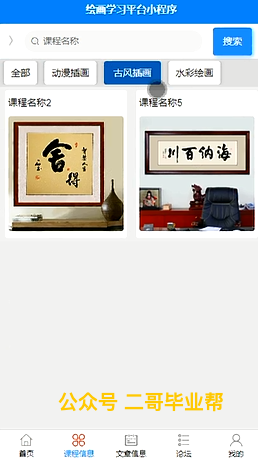 绘画学习平台小程序
课程名称
搜索
全部
动漫插画
古风插画
水彩绘画
课程名称2
课程名称5
舍得
川百纳海
公众号 二哥毕业帮
首页
课程信息
文章信息
论坛
我的